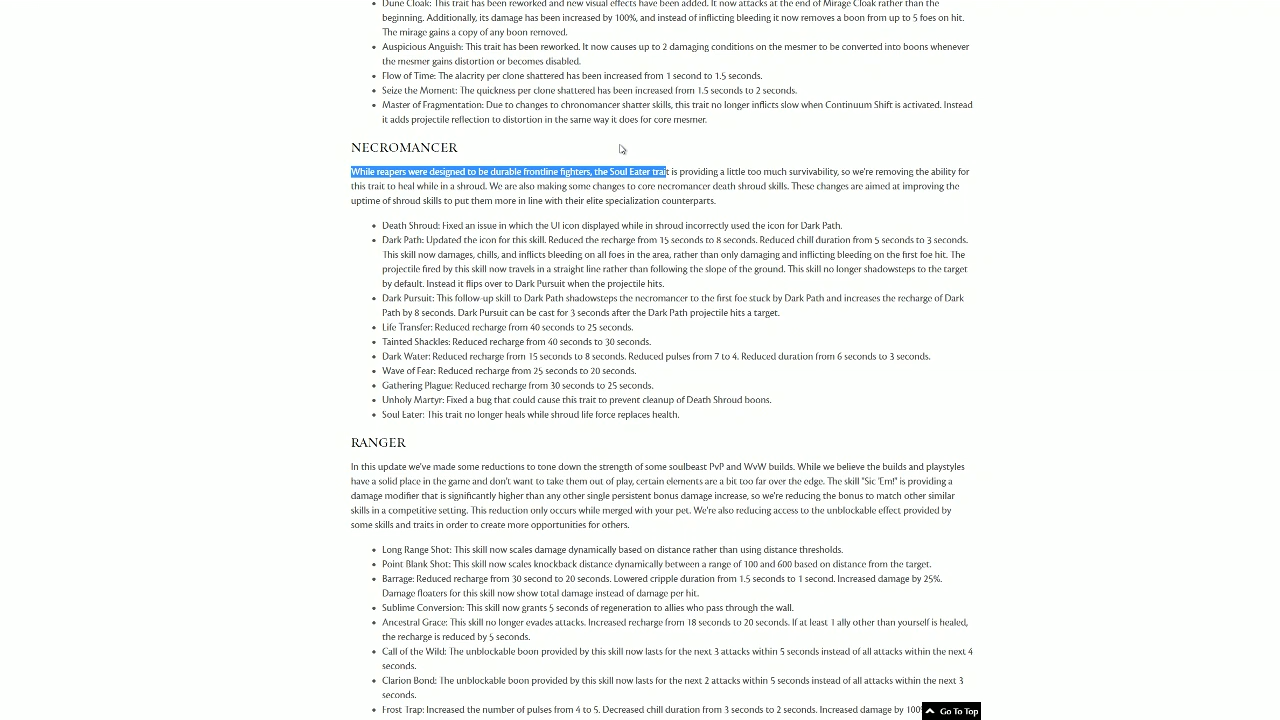 Dune Cloak: This trait has been reworked and new visual effects have been added. It now attacks at the end of Mirage Cloak rather than the
beginning. Additionally, its damage has been increased by 100%, and instead of inflicting bleeding it now removes a boon from up to 5 foes on hit.
The mirage gains a copy of any boon removed.
Auspicious Anguish: This trait has been reworked. It now causes up to 2 damaging conditions on the mesmer to be converted into boons whenever
the mesmer gains distortion or becomes disabled.
Flow of Time: The alacrity per clone shattered has been increased from 1 second to 1.5 seconds.
Seize the Moment: The quickness per clone shattered has been increased from 1.5 seconds to 2 seconds.
Master of Fragmentation: Due to changes to chronomancer shatter skills, this trait no longer inflicts slow when Continuum Shift is activated. Instead
it adds projectile reflection to distortion in the same way it does for core mesmer.
NECROMANCER
While reapers were designed to be durable frontline fighters, the Soul Eater trait is providing a little too much survivability, so we're removing the ability for
this trait to heal while in a shroud. We are also making some changes to core necromancer death shroud skills. These changes are aimed at improving the
uptime of shroud skills to put them more in line with their elite specialization counterparts.
Death Shroud: Fixed an issue in which the UI icon displayed while in shroud incorrectly used the icon for Dark Path.
Dark Path: Updated the icon for this skill. Reduced the recharge from 15 seconds to 8 seconds. Reduced chill duration from 5 seconds to 3 seconds.
This skill now damages, chills, and inflicts bleeding on all foes in the area, rather than only damaging and inflicting bleeding on the first foe hit. The
projectile fired by this skill now travels in a straight line rather than following the slope of the ground. This skill no longer shadowsteps to the target
by default. Instead it flips over to Dark Pursuit when the projectile hits.
Dark Pursuit: This follow-up skill to Dark Path shadowsteps the necromancer to the first foe stuck by Dark Path and increases the recharge of Dark
Path by 8 seconds. Dark Pursuit can be cast for 3 seconds after the Dark Path projectile hits a target.
Life Transfer: Reduced recharge from 40 seconds to 25 seconds.
Tainted Shackles: Reduced recharge from 40 seconds to 30 seconds.
Dark Water: Reduced recharge from 15 seconds to 8 seconds. Reduced pulses from 7 to 4. Reduced duration from 6 seconds to 3 seconds.
Wave of Fear: Reduced recharge from 25 seconds to 20 seconds.
Gathering Plague: Reduced recharge from 30 seconds to 25 seconds.
Unholy Martyr: Fixed a bug that could cause this trait to prevent cleanup of Death Shroud boons.
Soul Eater: This trait no longer heals while shroud life force replaces health.
RANGER
In this update we've made some reductions to tone down the strength of some soulbeast PvP and WvW builds. While we believe the builds and playstyles
have a solid place in the game and don't want to take them out of play, certain elements are a bit too far over the edge. The skill "Sic 'Em!" is providing a
damage modifier that is significantly higher than any other single persistent bonus damage increase, so we're reducing the bonus to match other similar
skills in a competitive setting. This reduction only occurs while merged with your pet. We're also reducing access to the unblockable effect provided by
some skills and traits in order to create more opportunities for others.
Long Range Shot: This skill now scales damage dynamically based on distance rather than using distance thresholds.
Point Blank Shot: This skill now scales knockback distance dynamically between a range of 100 and 600 based on distance from the target.
Barrage: Reduced recharge from 30 second to 20 seconds. Lowered cripple duration from 1.5 seconds to 1 second. Increased damage by 25%.
Damage floaters for this skill now show total damage instead of damage per hit.
Sublime Conversion: This skill now grants 5 seconds of regeneration to allies who pass through the wall.
Ancestral Grace: This skill no longer evades attacks. Increased recharge from 18 seconds to 20 seconds. If at least 1 ally other than yourself is healed,
the recharge is reduced by 5 seconds.
Call of the Wild: The unblockable boon provided by this skill now lasts for the next 3 attacks within 5 seconds instead of all attacks within the next 4
seconds.
Clarion Bond: The unblockable boon provided by this skill now lasts for the next 2 attacks within 5 seconds instead of all attacks within the next 3
seconds.
Frost Trap: Increased the number of pulses from 4 to 5. Decreased chill duration from 3 seconds to 2 seconds. Increased damage by 100
Go To Top